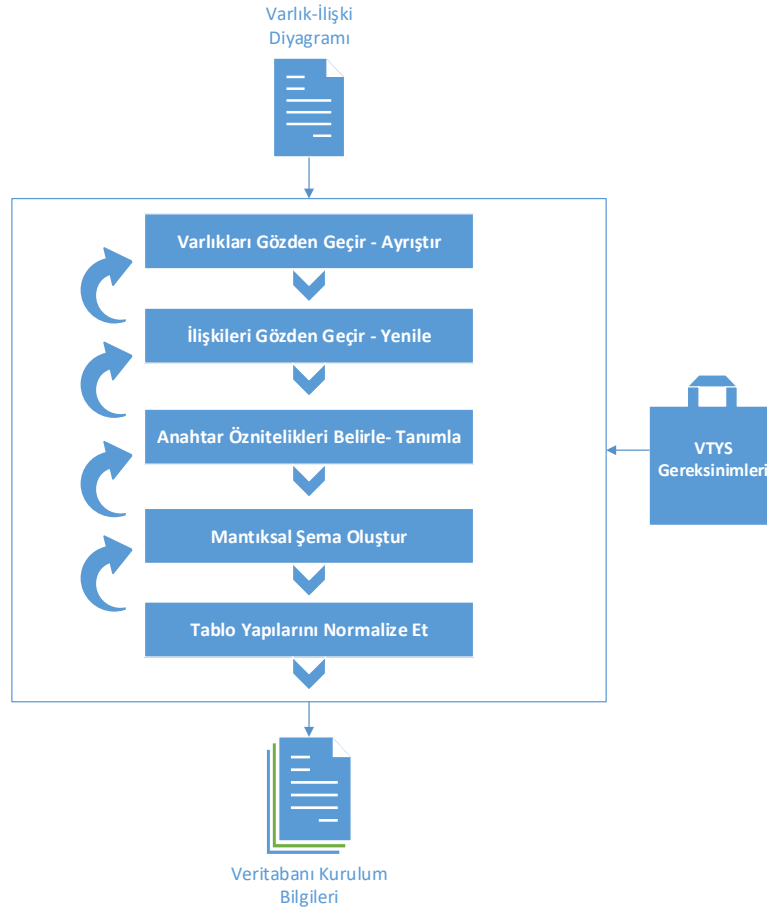 Varlık-İlişki
Diyagramı
Varlıkları Gözden Geçir - Ayrıştır
İlişkileri Gözden Geçir - Yenile
Anahtar Öznitelikleri Belirle- Tanımla
VTYS
Gereksinimleri
Mantıksal Şema Oluştur
Tablo Yapılarını Normalize Et
Veritabanı Kurulum
Bilgileri